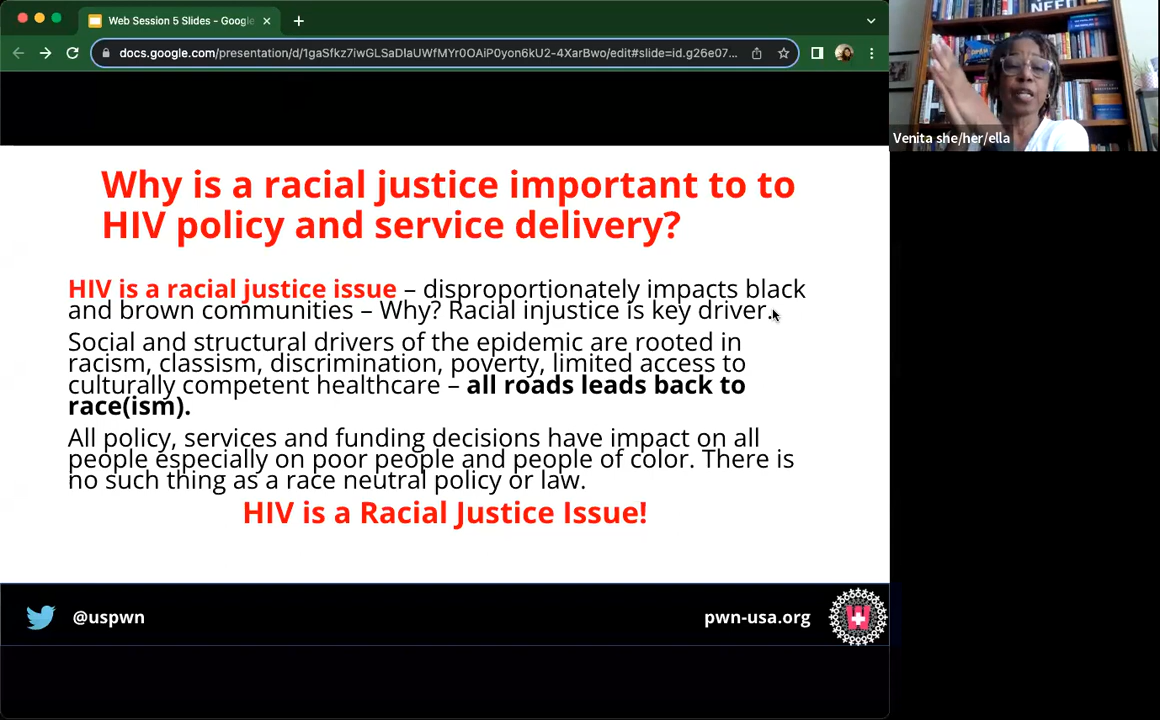 Web Session 5 Slides - Google
docs.google.com/presentation/d/1gaSfkz7iwGLSaDlaUWfMYr0OAiP0yon6kU2-4XarBwo/edit#slide=id.g26e07...
NEED
Venita she/her/ella
Why is a racial justice important to to
HIV policy and service delivery?
HIV is a racial justice issue – disproportionately impacts black
and brown communities – Why? Racial injustice is key driver.
Social and structural drivers of the epidemic are rooted in
racism, classism, discrimination, poverty, limited access to
culturally competent healthcare – all roads leads back to
race(ism).
All policy, services and funding decisions have impact on all
people especially on poor people and people of color. There is
no such thing as a race neutral policy or law.
HIV is a Racial Justice Issue!
@uspwn
pwn-usa.org